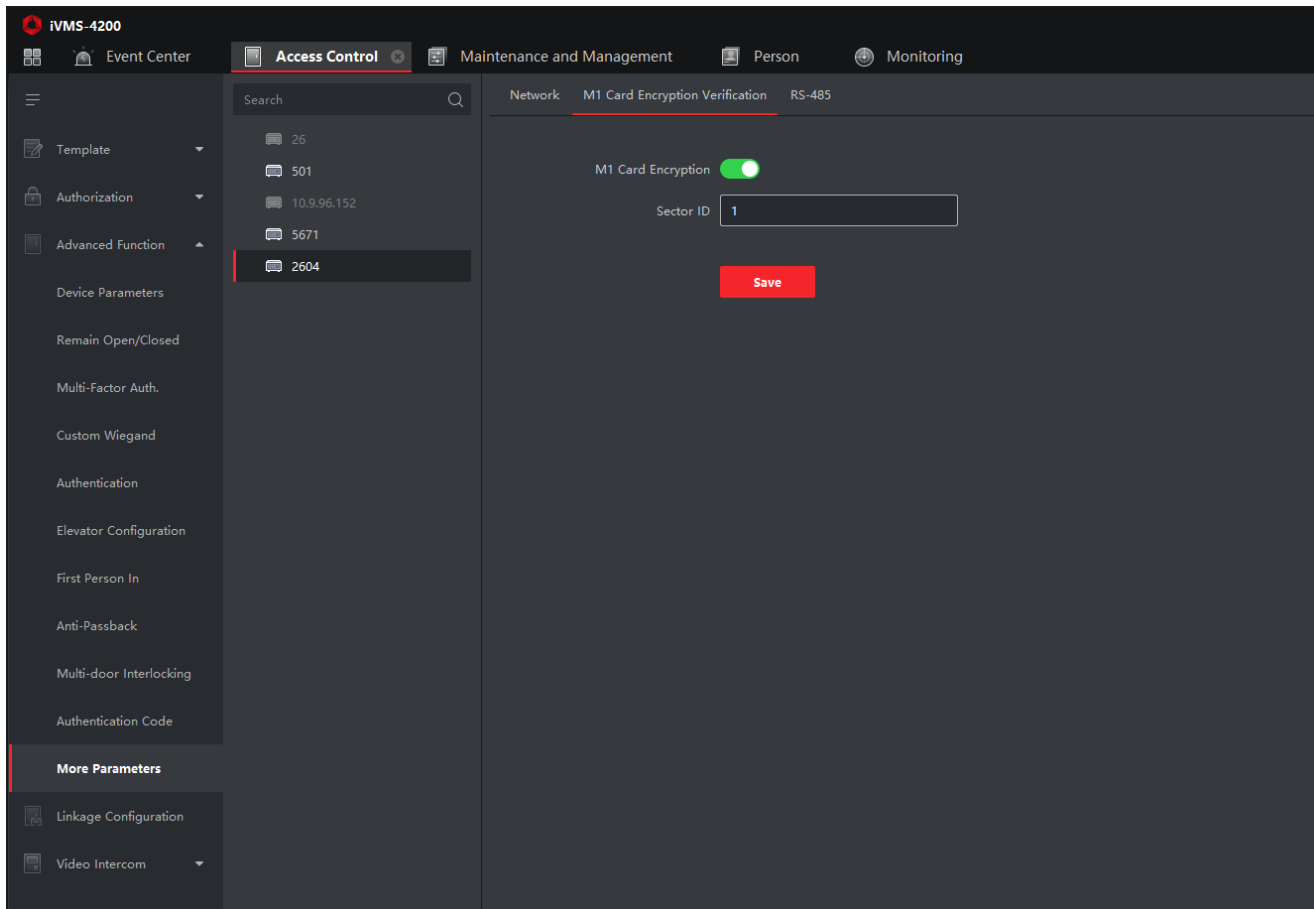 iVMS-4200
Event Center
Access Control
Maintenance and Management
Person
Monitoring
Template
Authorization
Advanced Function
Device Parameters
Remain Open/Closed
Multi-Factor Auth.
Custom Wiegand
Authentication
Elevator Configuration
First Person In
Anti-Passback
Multi-door Interlocking
Authentication Code
More Parameters
Linkage Configuration
Video Intercom
Search
26
501
10.9.96.152
5671
2604
Network
M1 Card Encryption Verification
RS-485
M1 Card Encryption
Sector ID
1
Save